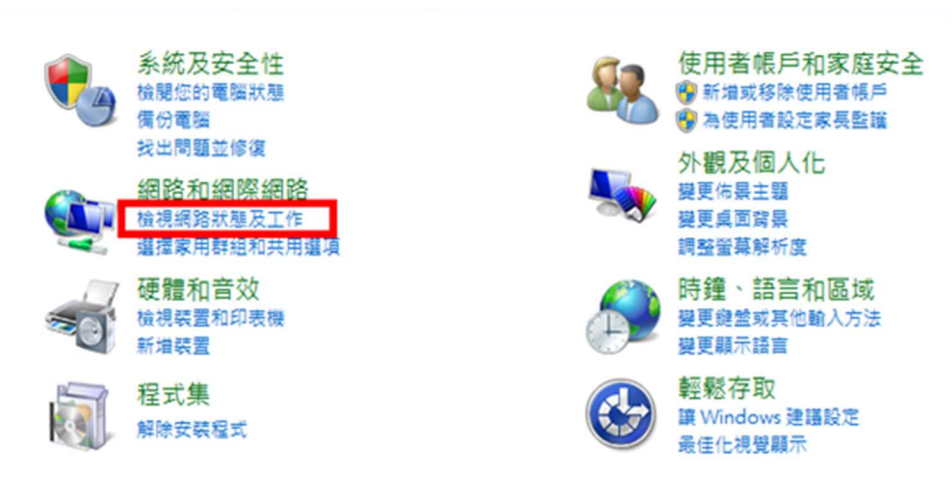 系統及安全性
檢閱您的電腦狀態
備份電腦
找出問題並修復
網路和網際網路
檢視網路狀態及工作
選擇家用群組和共用選項
硬體和音效
檢視裝置和印表機
新增裝置
程式集
解除安裝程式
使用者帳戶和家庭安全
新增或移除使用者帳戶
為使用者設定家長監護
外觀及個人化
變更佈景主題
變更桌面背景
調整螢幕解析度
時鐘、語言和區域
變更鍵盤或其他輸入方法
變更顯示語言
輕鬆存取
讓 Windows 建議設定
最佳化視覺顯示